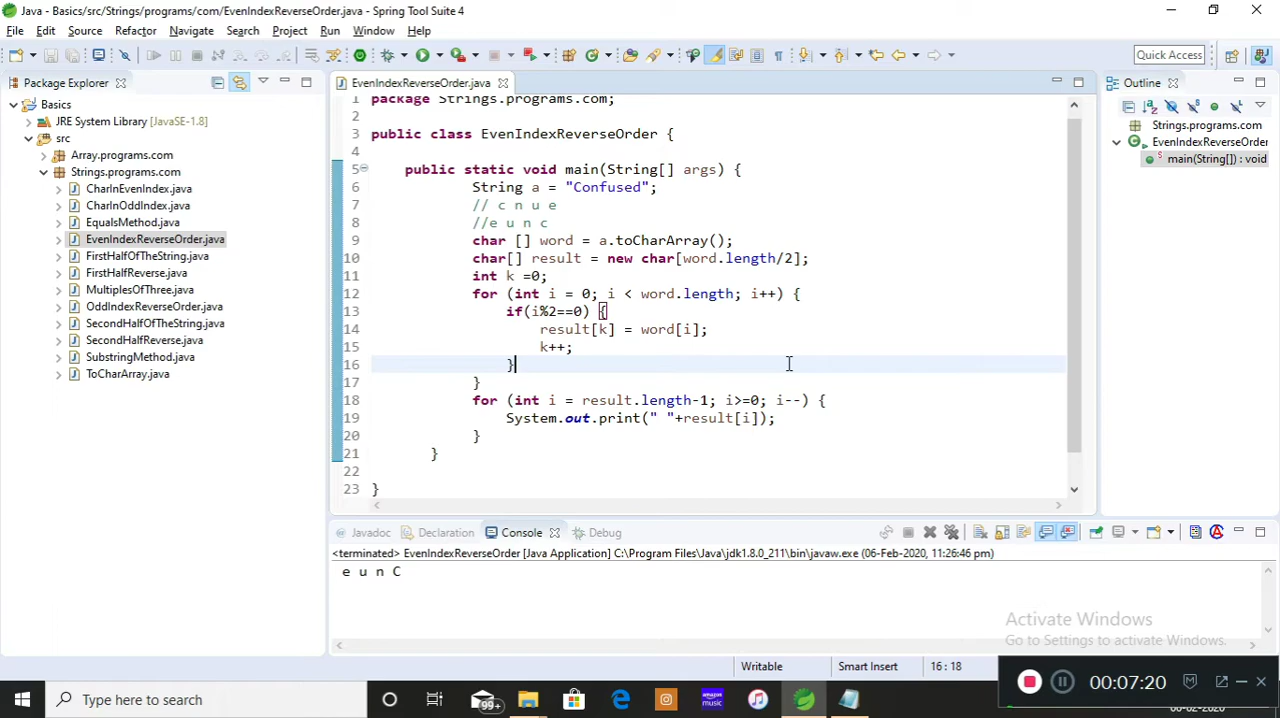 Java - Basics/src/Strings/programs/com/EvenIndexReverseOrder.java - Spring Tool Suite 4
File Edit Source Refactor Navigate Search Project Run Window Help
Quick Access
Package Explorer
Basics
JRE System Library [JavaSE-1.8]
src
Array.programs.com
Strings.programs.com
CharInEvenIndex.java
CharInOddIndex.java
EqualsMethod.java
EvenIndexReverseOrder.java
FirstHalfOfTheString.java
FirstHalfReverse.java
MultiplesOfThree.java
OddIndexReverseOrder.java
SecondHalfOfTheString.java
SecondHalfReverse.java
SubstringMethod.java
ToCharArray.java
EvenIndexReverseOrder.java
1 package Strings.programs.com;
2
3 public class EvenIndexReverseOrder {
4
5 public static void main(String[] args) {
6 String a = "Confused";
7 // c n u e
8 //e u n c
9 char [] word = a.toCharArray();
10 char[] result = new char[word.length/2];
11 int k =0;
12 for (int i = 0; i < word.length; i++) {
13 if(i%2==0) {
14 result[k] = word[i];
15 k++;
16 }
17 }
18 for (int i = result.length-1; i>=0; i--) {
19 System.out.print(" "+result[i]);
20 }
21 }
22
23 }
Outline
Strings.programs.com
EvenIndexReverseOrder
main(String[]) : void
Javadoc Declaration Console Debug
<terminated> EvenIndexReverseOrder [Java Application] C:\Program Files\Java\jdk1.8.0_211\bin\javaw.exe (06-Feb-2020, 11:26:46 pm)
e u n C
Activate Windows
Go to Settings to activate Windows.
Writable Smart Insert 16 : 18
00:07:20
Type here to search
99+
amazon
music